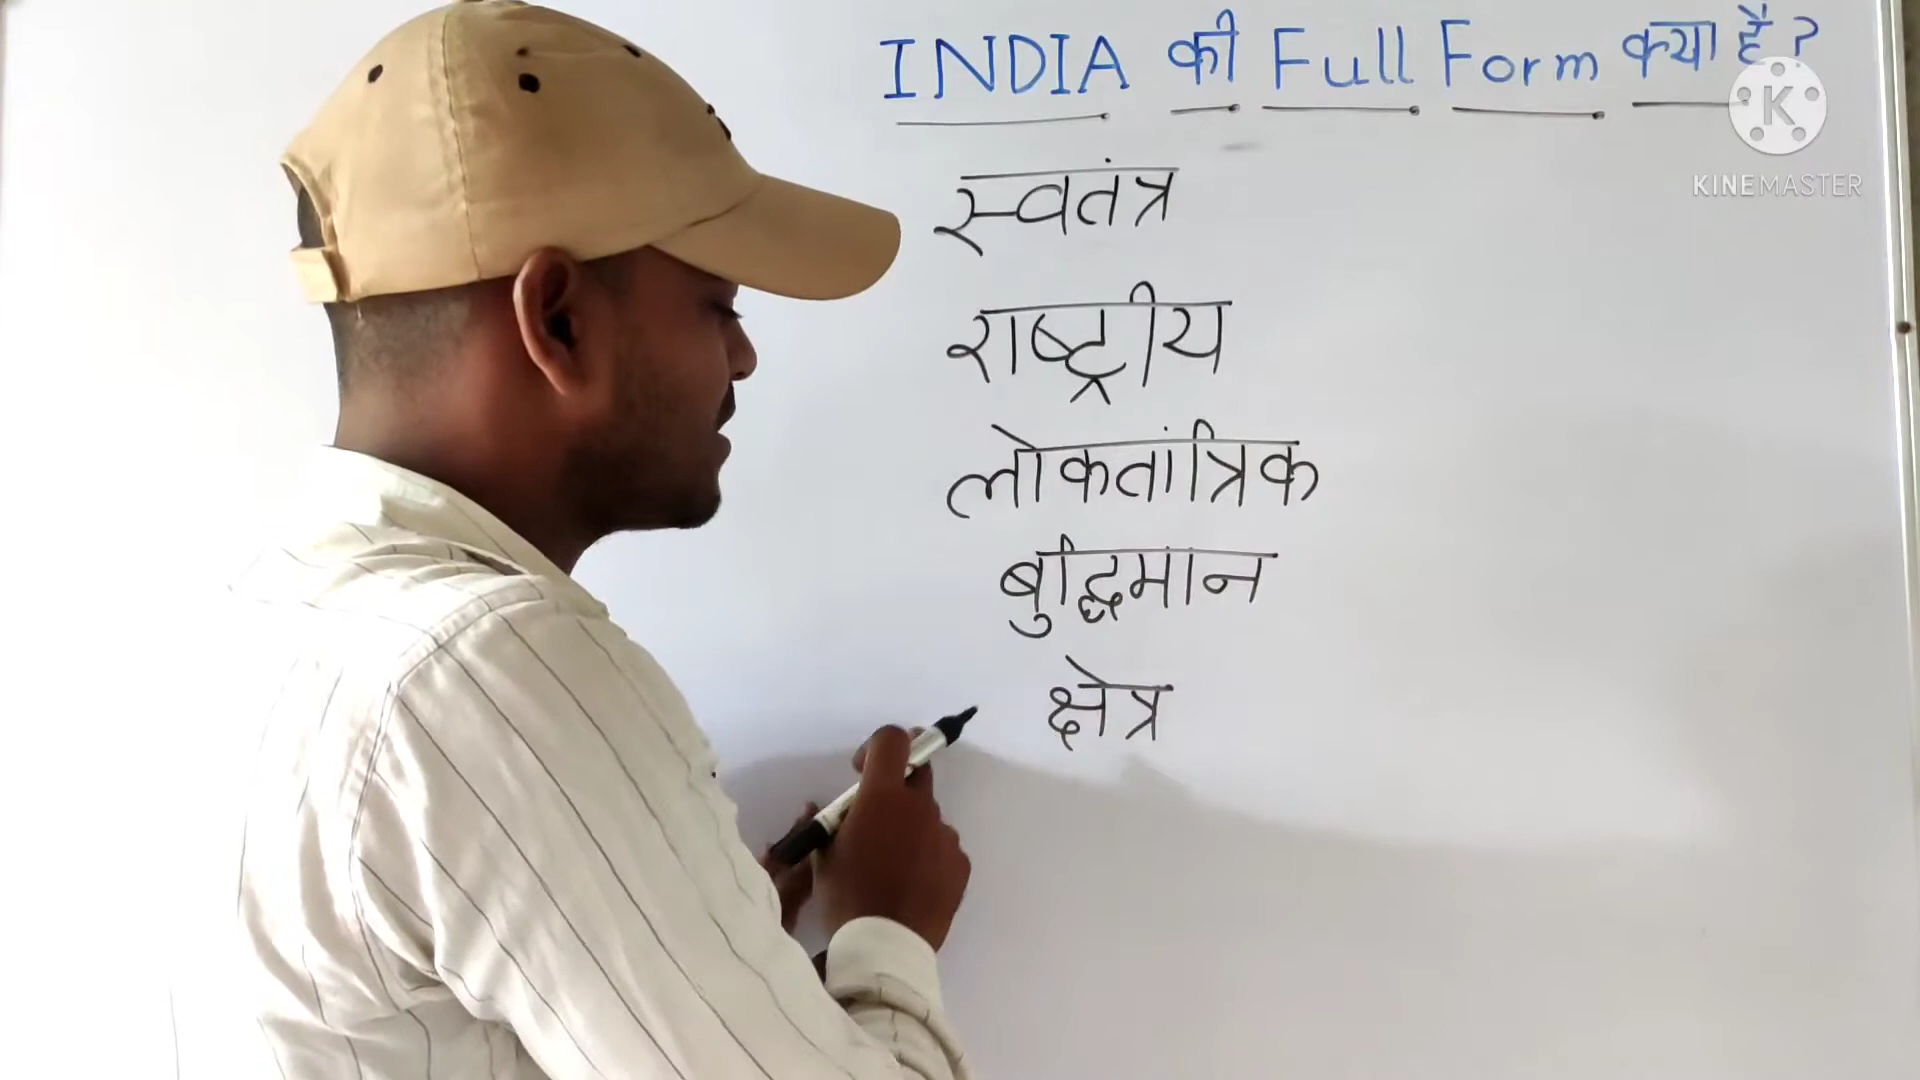 INDIA की Full Form क्या है ?
K
KINEMASTER
स्वतंत्र
राष्ट्रीय
लोकतांत्रिक
बुद्धिमान
क्षेत्र